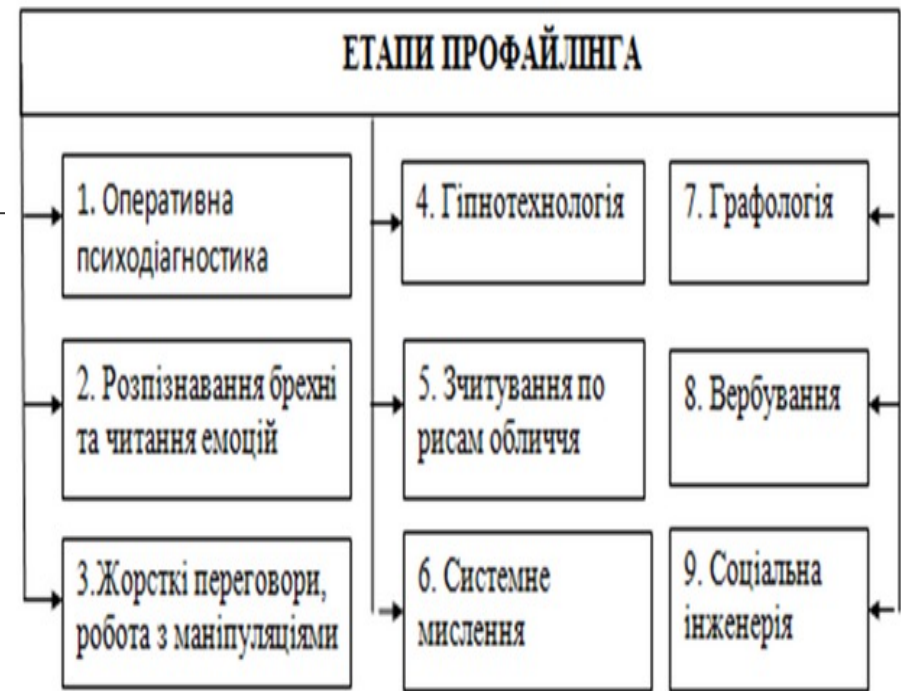 ЕТАПИ ПРОФАЙЛІНГА
1. Оперативна
психодіагностика
2. Розпізнавання брехні
та читання емоцій
3.Жорсткі переговори,
робота з маніпуляціями
4. Гіпнотехнологія
5. Зчитування по
рисам обличчя
6. Системне
мислення
7. Графологія
8. Вербування
9. Соціальна
інженерія